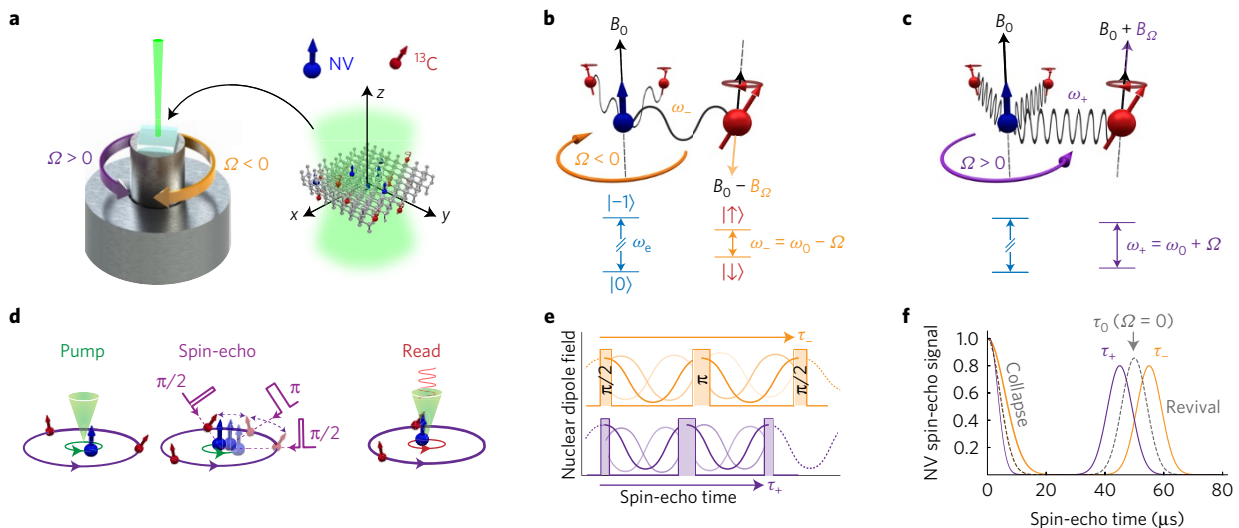 a
Ω > 0
Ω < 0
NV
¹³C
z
x
y
b
B₀
ω₋
Ω < 0
B₀ − B_Ω
|−1⟩
ωₑ
|0⟩
|↑⟩
ω₋ = ω₀ − Ω
|↓⟩
c
B₀
B₀ + B_Ω
ω₊
Ω > 0
ω₊ = ω₀ + Ω
d
Pump
Spin-echo
Read
π/2
π
π/2
e
Nuclear dipole field
τ₋
π/2
π
π/2
τ₊
Spin-echo time
f
NV spin-echo signal
1.0
0.8
0.6
0.4
0.2
0
20
40
60
80
Spin-echo time (μs)
τ₀ (Ω = 0)
τ₊
τ₋
Collapse
Revival